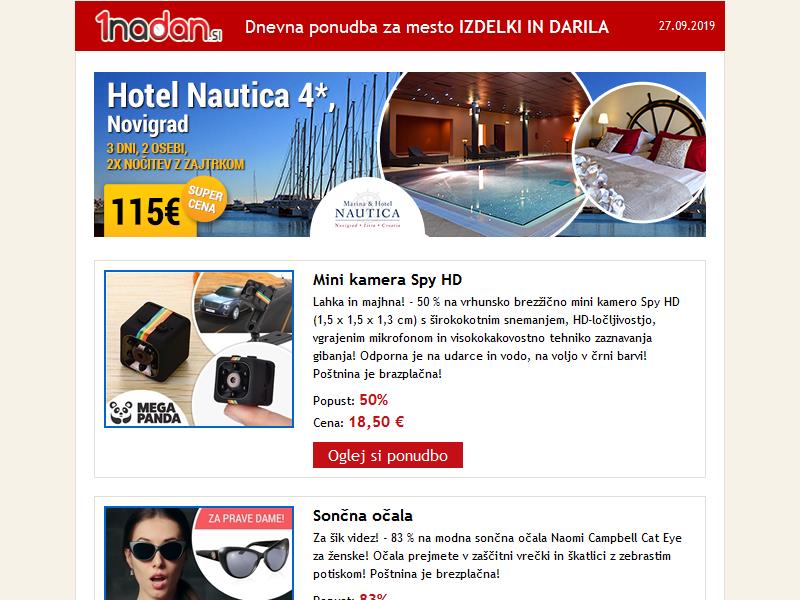 1nadan.si
Dnevna ponudba za mesto IZDELKI IN DARILA
27.09.2019
Hotel Nautica 4*,
Novigrad
3 DNI, 2 OSEBI,
2X NOČITEV Z ZAJTRKOM
115€
SUPER
CENA
Marina & Hotel
NAUTICA
Novigrad • Istra • Croatia
Mini kamera Spy HD
Lahka in majhna! - 50 % na vrhunsko brezžično mini kamero Spy HD
(1,5 x 1,5 x 1,3 cm) s širokokotnim snemanjem, HD-ločljivostjo,
vgrajenim mikrofonom in visokokakovostno tehniko zaznavanja
gibanja! Odporna je na udarce in vodo, na voljo v črni barvi!
Poštnina je brazplačna!
MEGA
PANDA
Popust: 50%
Cena: 18,50 €
Oglej si ponudbo
ZA PRAVE DAME!
Sončna očala
Za šik videz! - 83 % na modna sončna očala Naomi Campbell Cat Eye
za ženske! Očala prejmete v zaščitni vrečki in škatlici z zebrastim
potiskom! Poštnina je brezplačna!
Popust: 83%